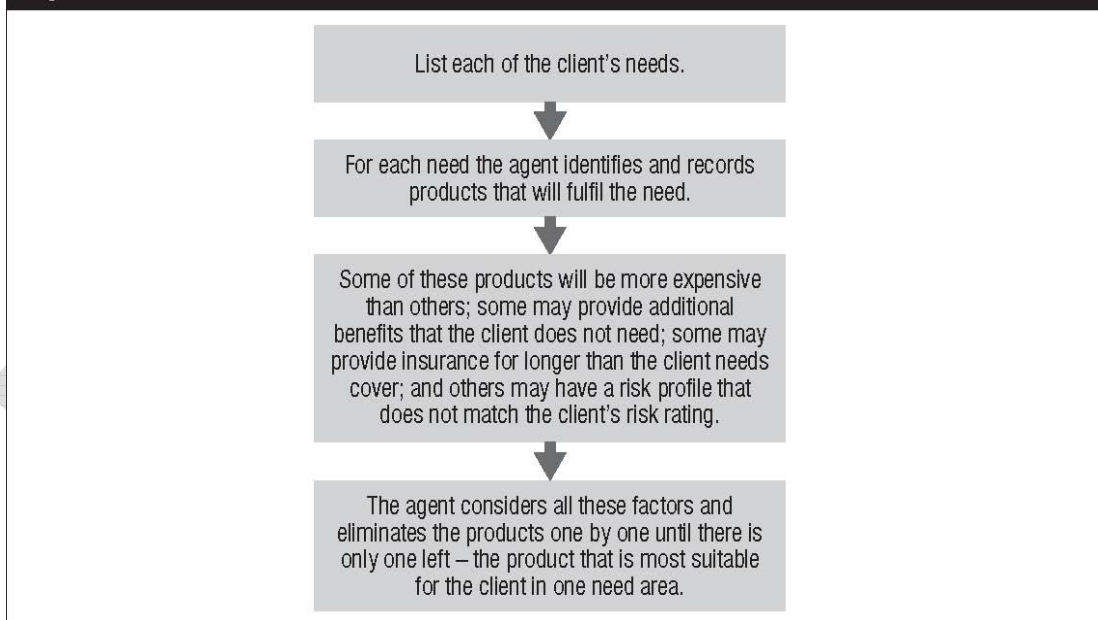 List each of the client's needs.
For each need the agent identifies and records
products that will fulfil the need.
Some of these products will be more expensive
than others; some may provide additional
benefits that the client does not need; some may
provide insurance for longer than the client needs
cover; and others may have a risk profile that
does not match the client's risk rating.
The agent considers all these factors and
eliminates the products one by one until there is
only one left – the product that is most suitable
for the client in one need area.